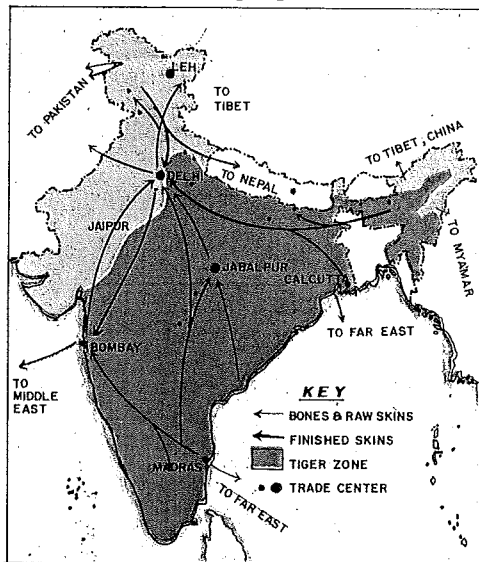 LEH
TO PAKISTAN
TO
TIBET
TO TIBET, CHINA
DELHI
TO NEPAL
JAIPUR
TO MYAMAR
JABALPUR
CALCUTT
TO FAR EAST
BOMBAY
TO
MIDDLE
EAST
KEY
BONES & RAW SKINS
FINISHED SKINS
TIGER ZONE
TRADE CENTER
MADRAS
TO FAR EAST